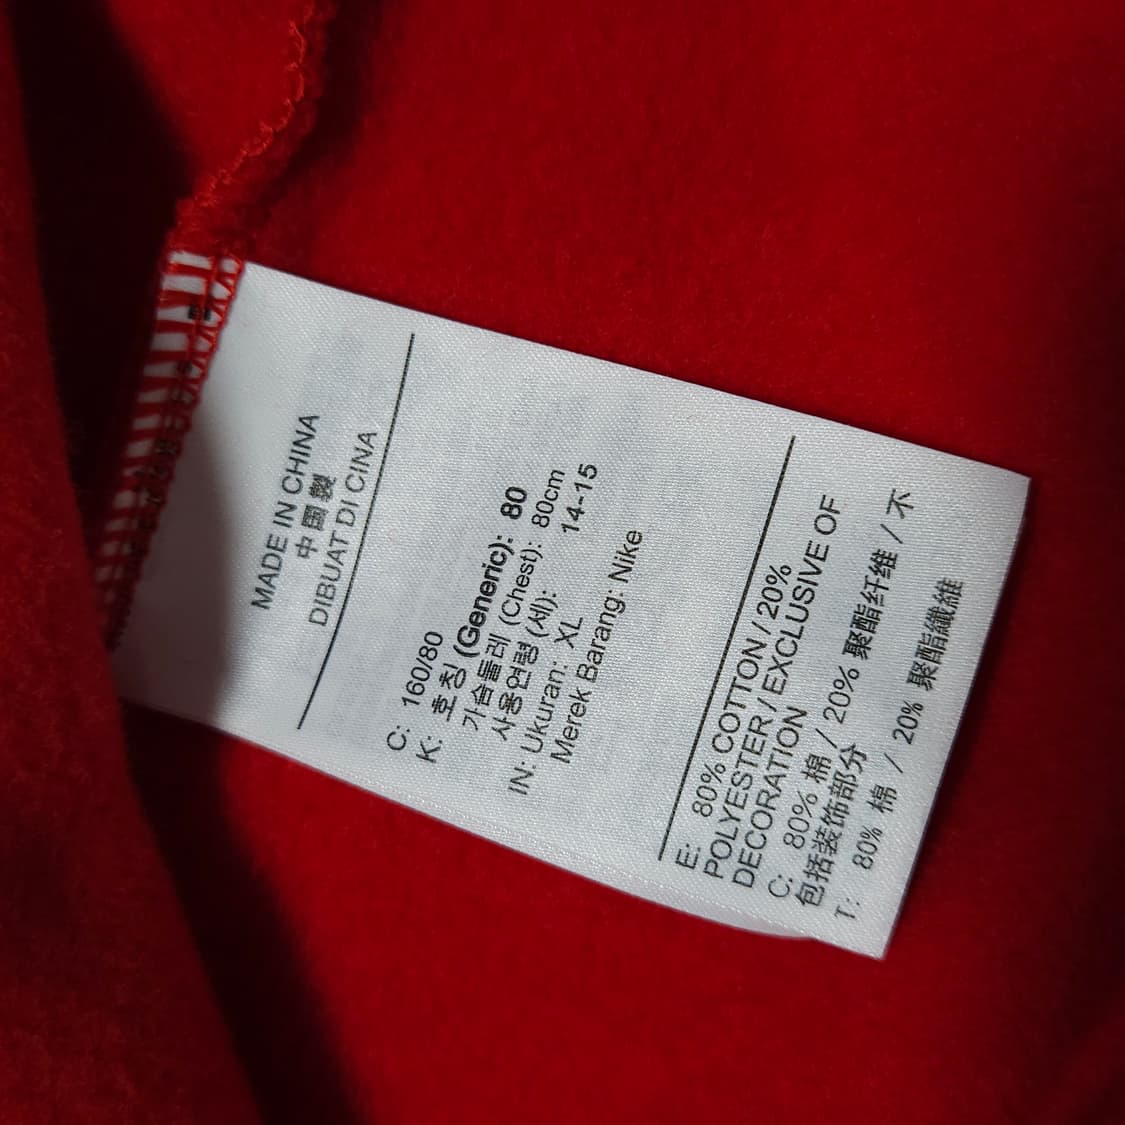 MADE IN CHINA
中国製
DIBUAT DI CINA
C: 160/80
K: 호칭 (Generic): 80
가슴둘레 (Chest): 80cm
사용연령 (세): 14-15
IN: Ukuran: XL
Merek Barang: Nike
E: 80% COTTON / 20%
POLYESTER / EXCLUSIVE OF
DECORATION
C: 80% 棉 / 20% 聚酯纤维 / 不
包括装饰部分
T: 80% 棉 / 20% 聚酯纖維